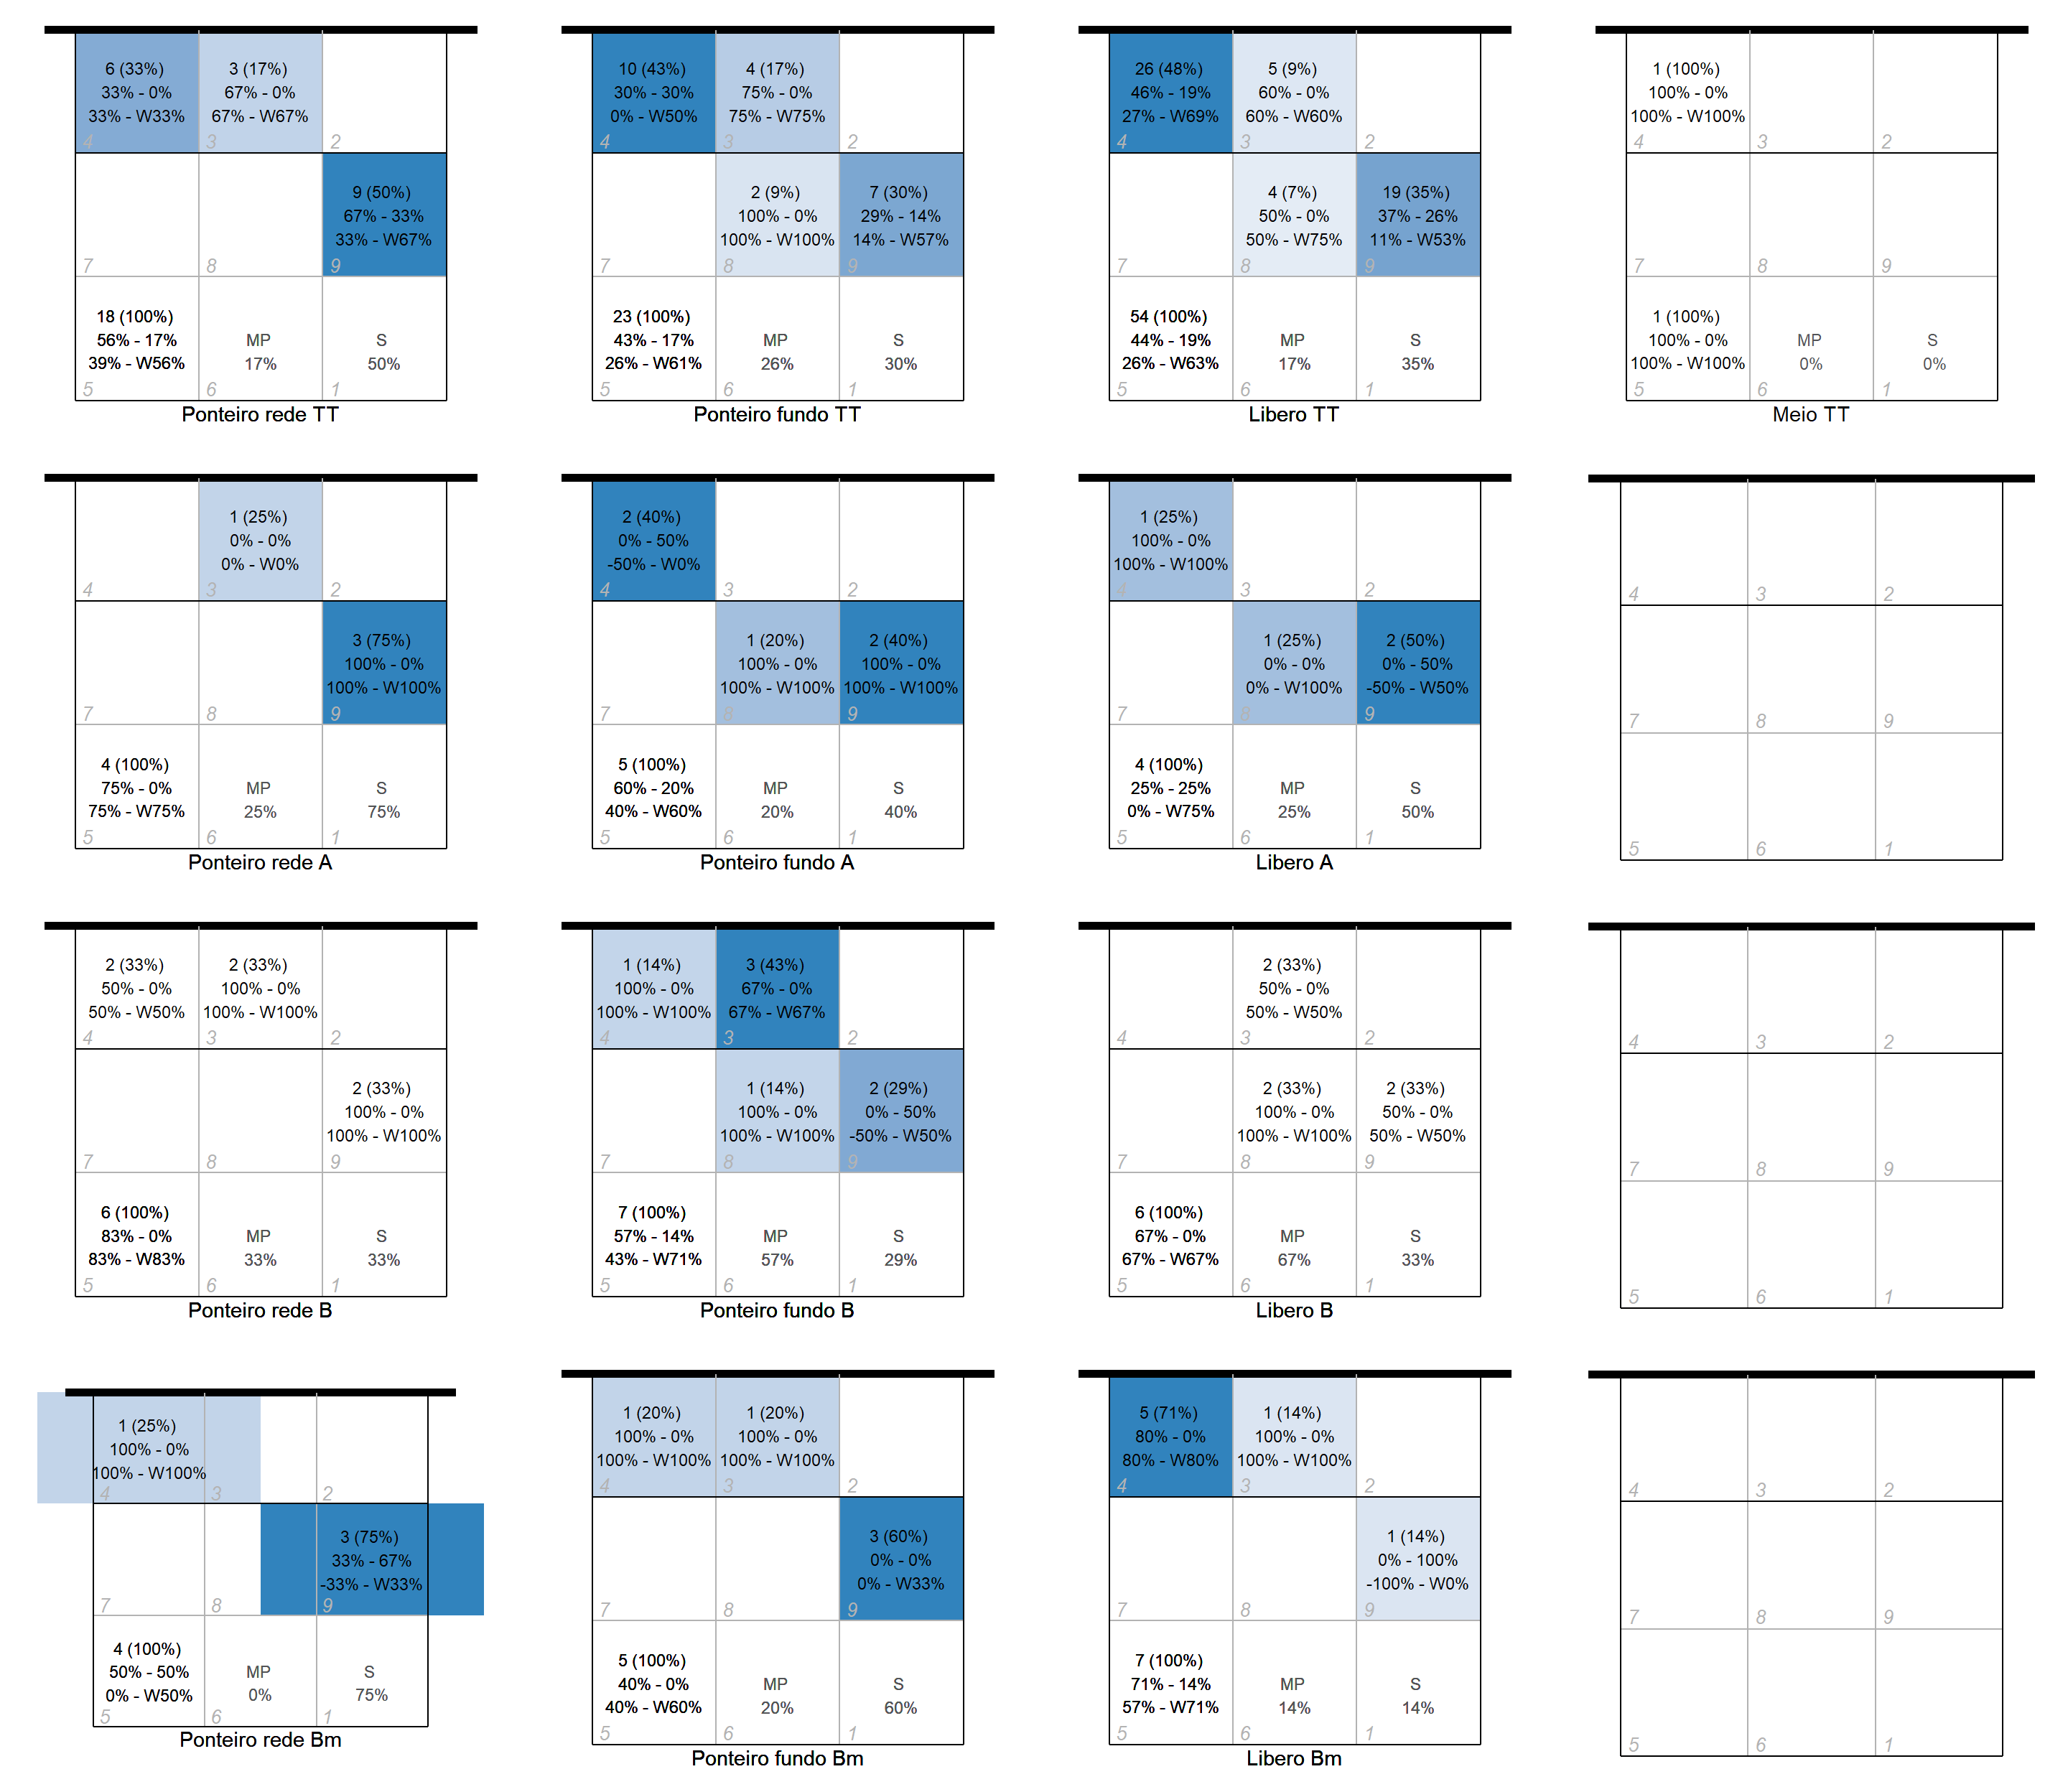 6 (33%)
33% - 0%
33% - W33%
4
3 (17%)
67% - 0%
67% - W67%
3
2
7
8
9 (50%)
67% - 33%
33% - W67%
9
18 (100%)
56% - 17%
39% - W56%
5
MP
17%
6
S
50%
1
Ponteiro rede TT
10 (43%)
30% - 30%
0% - W50%
4
4 (17%)
75% - 0%
75% - W75%
3
2
7
2 (9%)
100% - 0%
100% - W100%
8
7 (30%)
29% - 14%
14% - W57%
9
23 (100%)
43% - 17%
26% - W61%
5
MP
26%
6
S
30%
1
Ponteiro fundo TT
26 (48%)
46% - 19%
27% - W69%
4
5 (9%)
60% - 0%
60% - W60%
3
2
7
4 (7%)
50% - 0%
50% - W75%
8
19 (35%)
37% - 26%
11% - W53%
9
54 (100%)
44% - 19%
26% - W63%
5
MP
17%
6
S
35%
1
Libero TT
1 (100%)
100% - 0%
100% - W100%
4
3
2
7
8
9
1 (100%)
100% - 0%
100% - W100%
5
MP
0%
6
S
0%
1
Meio TT
4
1 (25%)
0% - 0%
0% - W0%
3
2
7
8
3 (75%)
100% - 0%
100% - W100%
9
4 (100%)
75% - 0%
75% - W75%
5
MP
25%
6
S
75%
1
Ponteiro rede A
2 (40%)
0% - 50%
-50% - W0%
4
3
2
7
1 (20%)
100% - 0%
100% - W100%
8
2 (40%)
100% - 0%
100% - W100%
9
5 (100%)
60% - 20%
40% - W60%
5
MP
20%
6
S
40%
1
Ponteiro fundo A
1 (25%)
100% - 0%
100% - W100%
4
3
2
7
1 (25%)
0% - 0%
0% - W100%
8
2 (50%)
0% - 50%
-50% - W50%
9
4 (100%)
25% - 25%
0% - W75%
5
MP
25%
6
S
50%
1
Libero A
4
3
2
7
8
9
5
6
1
2 (33%)
50% - 0%
50% - W50%
4
2 (33%)
100% - 0%
100% - W100%
3
2
7
8
2 (33%)
100% - 0%
100% - W100%
9
6 (100%)
83% - 0%
83% - W83%
5
MP
33%
6
S
33%
1
Ponteiro rede B
1 (14%)
100% - 0%
100% - W100%
4
3 (43%)
67% - 0%
67% - W67%
3
2
7
1 (14%)
100% - 0%
100% - W100%
8
2 (29%)
0% - 50%
-50% - W50%
9
7 (100%)
57% - 14%
43% - W71%
5
MP
57%
6
S
29%
1
Ponteiro fundo B
4
2 (33%)
50% - 0%
50% - W50%
3
2
7
2 (33%)
100% - 0%
100% - W100%
8
2 (33%)
50% - 0%
50% - W50%
9
6 (100%)
67% - 0%
67% - W67%
5
MP
67%
6
S
33%
1
Libero B
4
3
2
7
8
9
5
6
1
1 (25%)
100% - 0%
100% - W100%
4
3
2
7
8
3 (75%)
33% - 67%
-33% - W33%
9
4 (100%)
50% - 50%
0% - W50%
5
MP
0%
6
S
75%
1
Ponteiro rede Bm
1 (20%)
100% - 0%
100% - W100%
4
1 (20%)
100% - 0%
100% - W100%
3
2
7
8
3 (60%)
0% - 0%
0% - W33%
9
5 (100%)
40% - 0%
40% - W60%
5
MP
20%
6
S
60%
1
Ponteiro fundo Bm
5 (71%)
80% - 0%
80% - W80%
4
1 (14%)
100% - 0%
100% - W100%
3
2
7
8
1 (14%)
0% - 100%
-100% - W0%
9
7 (100%)
71% - 14%
57% - W71%
5
MP
14%
6
S
14%
1
Libero Bm
4
3
2
7
8
9
5
6
1